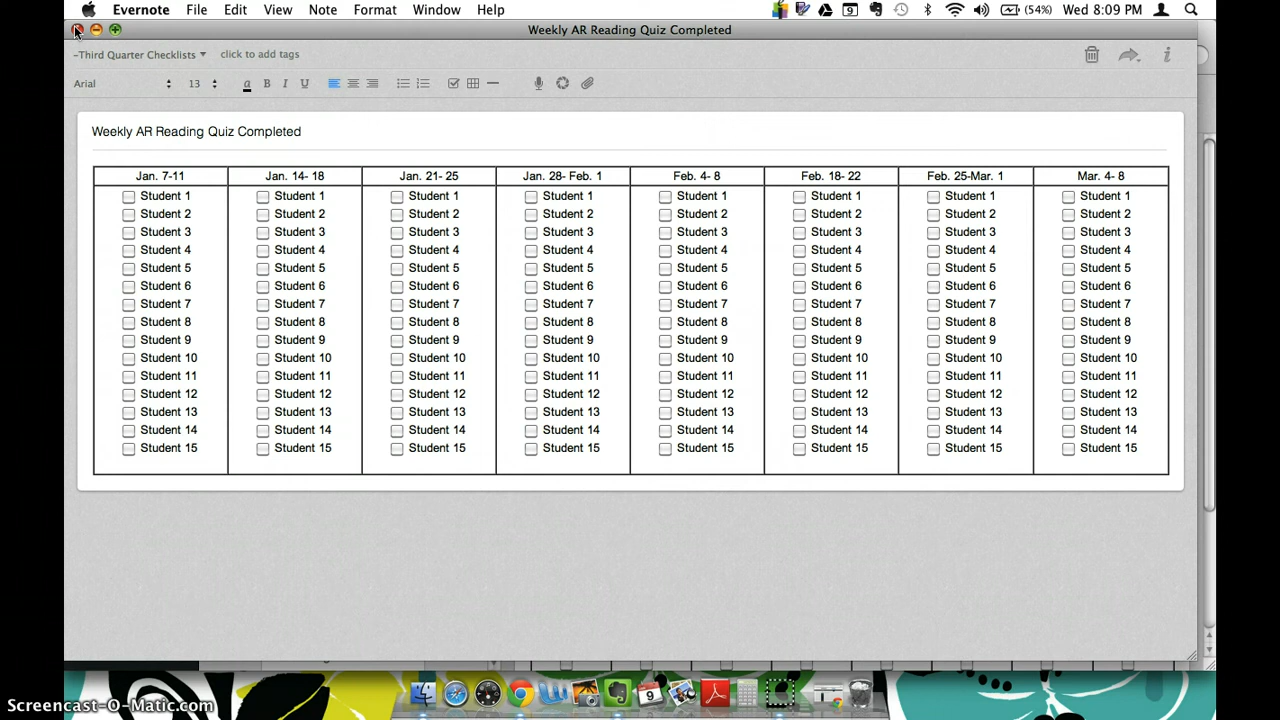 Evernote File Edit View Note Format Window Help 9 (54%) Wed 8:09 PM
Weekly AR Reading Quiz Completed
–Third Quarter Checklists click to add tags
Arial 13 a B I U
Weekly AR Reading Quiz Completed
Jan. 7-11 Jan. 14- 18 Jan. 21- 25 Jan. 28- Feb. 1 Feb. 4- 8 Feb. 18- 22 Feb. 25-Mar. 1 Mar. 4- 8
Student 1 Student 1 Student 1 Student 1 Student 1 Student 1 Student 1 Student 1
Student 2 Student 2 Student 2 Student 2 Student 2 Student 2 Student 2 Student 2
Student 3 Student 3 Student 3 Student 3 Student 3 Student 3 Student 3 Student 3
Student 4 Student 4 Student 4 Student 4 Student 4 Student 4 Student 4 Student 4
Student 5 Student 5 Student 5 Student 5 Student 5 Student 5 Student 5 Student 5
Student 6 Student 6 Student 6 Student 6 Student 6 Student 6 Student 6 Student 6
Student 7 Student 7 Student 7 Student 7 Student 7 Student 7 Student 7 Student 7
Student 8 Student 8 Student 8 Student 8 Student 8 Student 8 Student 8 Student 8
Student 9 Student 9 Student 9 Student 9 Student 9 Student 9 Student 9 Student 9
Student 10 Student 10 Student 10 Student 10 Student 10 Student 10 Student 10 Student 10
Student 11 Student 11 Student 11 Student 11 Student 11 Student 11 Student 11 Student 11
Student 12 Student 12 Student 12 Student 12 Student 12 Student 12 Student 12 Student 12
Student 13 Student 13 Student 13 Student 13 Student 13 Student 13 Student 13 Student 13
Student 14 Student 14 Student 14 Student 14 Student 14 Student 14 Student 14 Student 14
Student 15 Student 15 Student 15 Student 15 Student 15 Student 15 Student 15 Student 15
9
Screencast-O-Matic.com